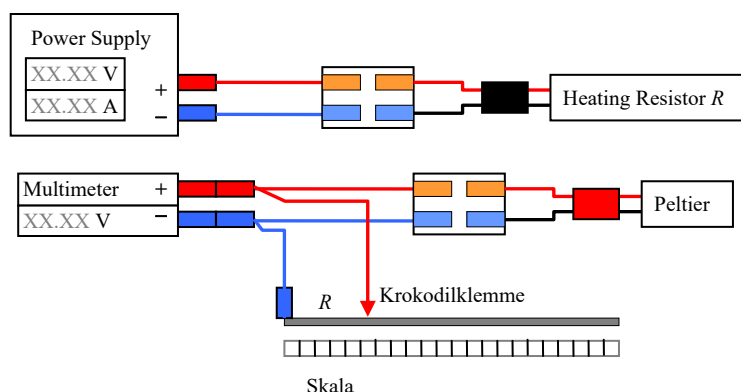 Power Supply
XX.XX V
XX.XX A
+
−
Heating Resistor R
Multimeter
XX.XX V
+
−
Peltier
R
Krokodilklemme
Skala